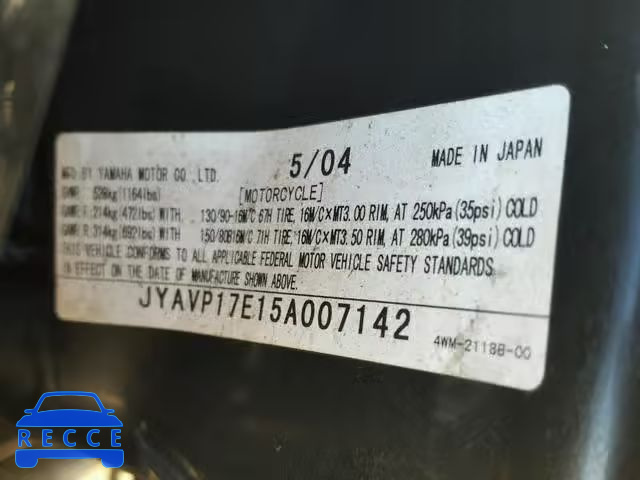 MFD BY YAMAHA MOTOR CO., LTD. 5/04 MADE IN JAPAN
GVWR 528kg(1164lbs) [MOTORCYCLE]
GAWR F. 214kg(472lbs) WITH 130/90-16M/C 67H TIRE, 16M/C×MT3.00 RIM, AT 250kPa(35psi) COLD
GAWR R. 314kg(692lbs) WITH 150/80B16M/C 71H TIRE, 16M/C×MT3.50 RIM, AT 280kPa(39psi) COLD
THIS VEHICLE CONFORMS TO ALL APPLICABLE FEDERAL MOTOR VEHICLE SAFETY STANDARDS
IN EFFECT ON THE DATE OF MANUFACTURE SHOWN ABOVE.
JYAVP17E15A007142
4WM-2118B-00
RECCE